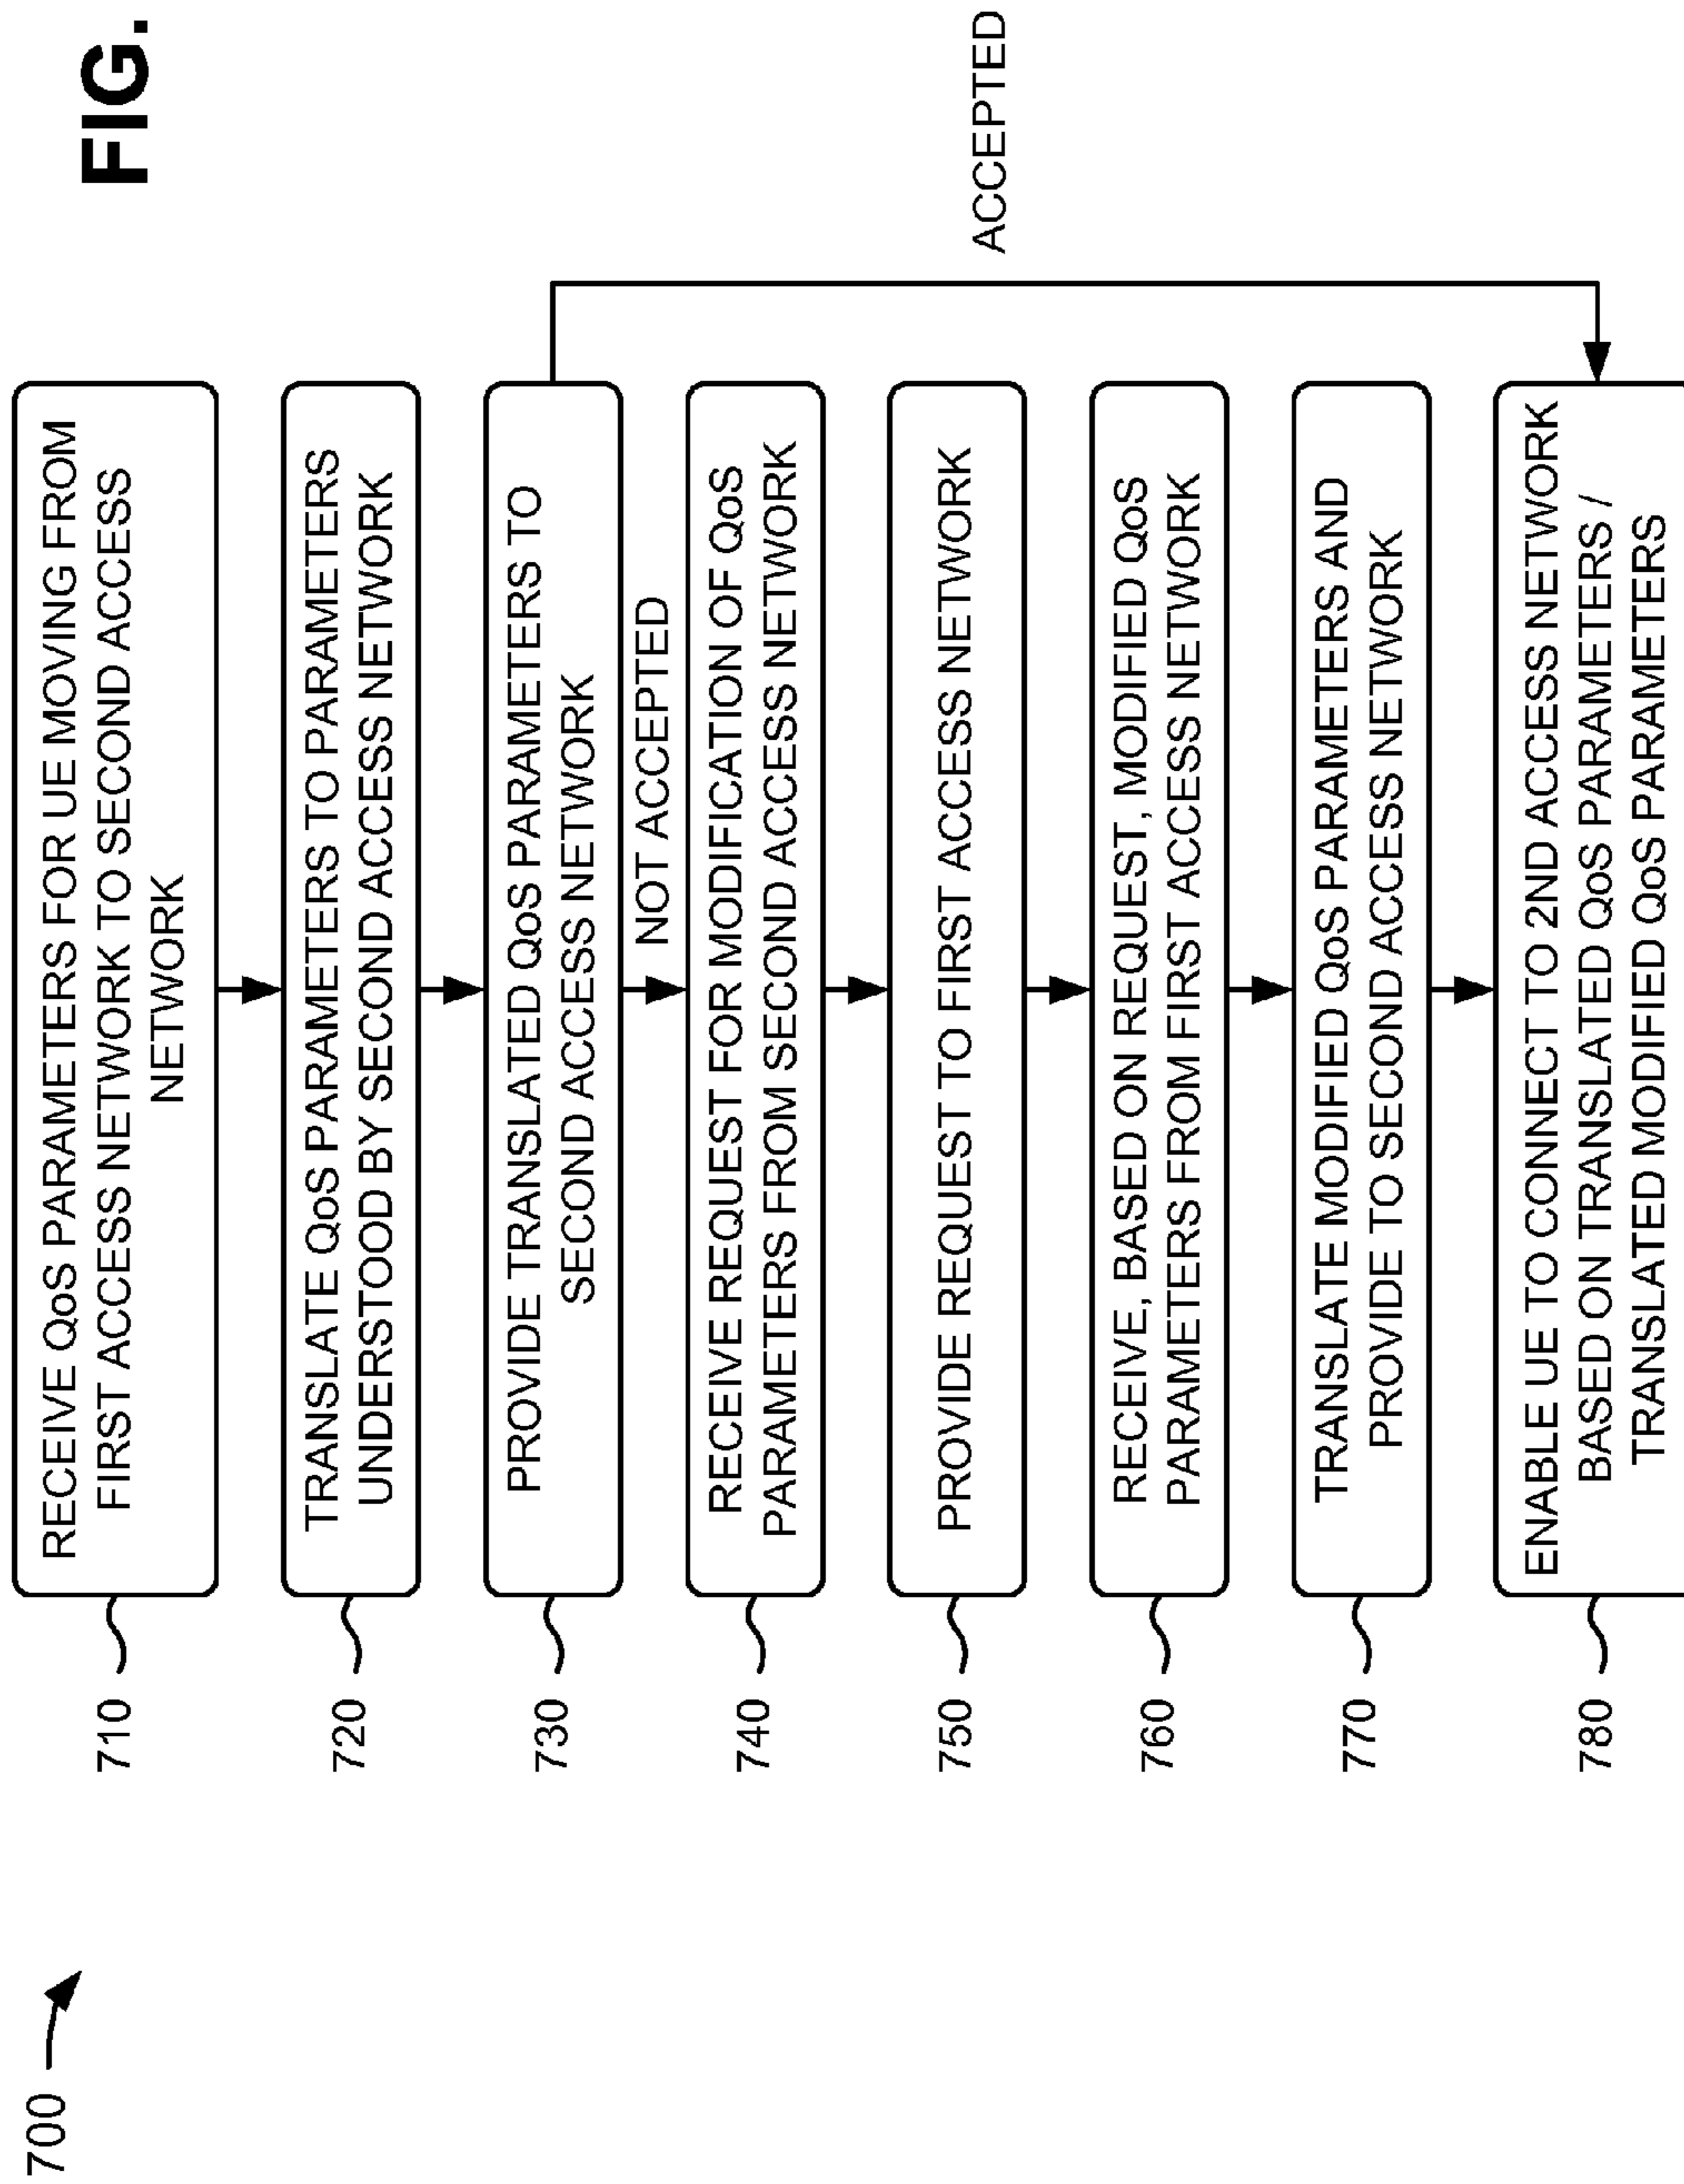 700
FIG.
710
RECEIVE QoS PARAMETERS FOR UE MOVING FROM
FIRST ACCESS NETWORK TO SECOND ACCESS
NETWORK
720
TRANSLATE QoS PARAMETERS TO PARAMETERS
UNDERSTOOD BY SECOND ACCESS NETWORK
730
PROVIDE TRANSLATED QoS PARAMETERS TO
SECOND ACCESS NETWORK
NOT ACCEPTED
740
RECEIVE REQUEST FOR MODIFICATION OF QoS
PARAMETERS FROM SECOND ACCESS NETWORK
750
PROVIDE REQUEST TO FIRST ACCESS NETWORK
ACCEPTED
760
RECEIVE, BASED ON REQUEST, MODIFIED QoS
PARAMETERS FROM FIRST ACCESS NETWORK
770
TRANSLATE MODIFIED QoS PARAMETERS AND
PROVIDE TO SECOND ACCESS NETWORK
780
ENABLE UE TO CONNECT TO 2ND ACCESS NETWORK
BASED ON TRANSLATED QoS PARAMETERS /
TRANSLATED MODIFIED QoS PARAMETERS